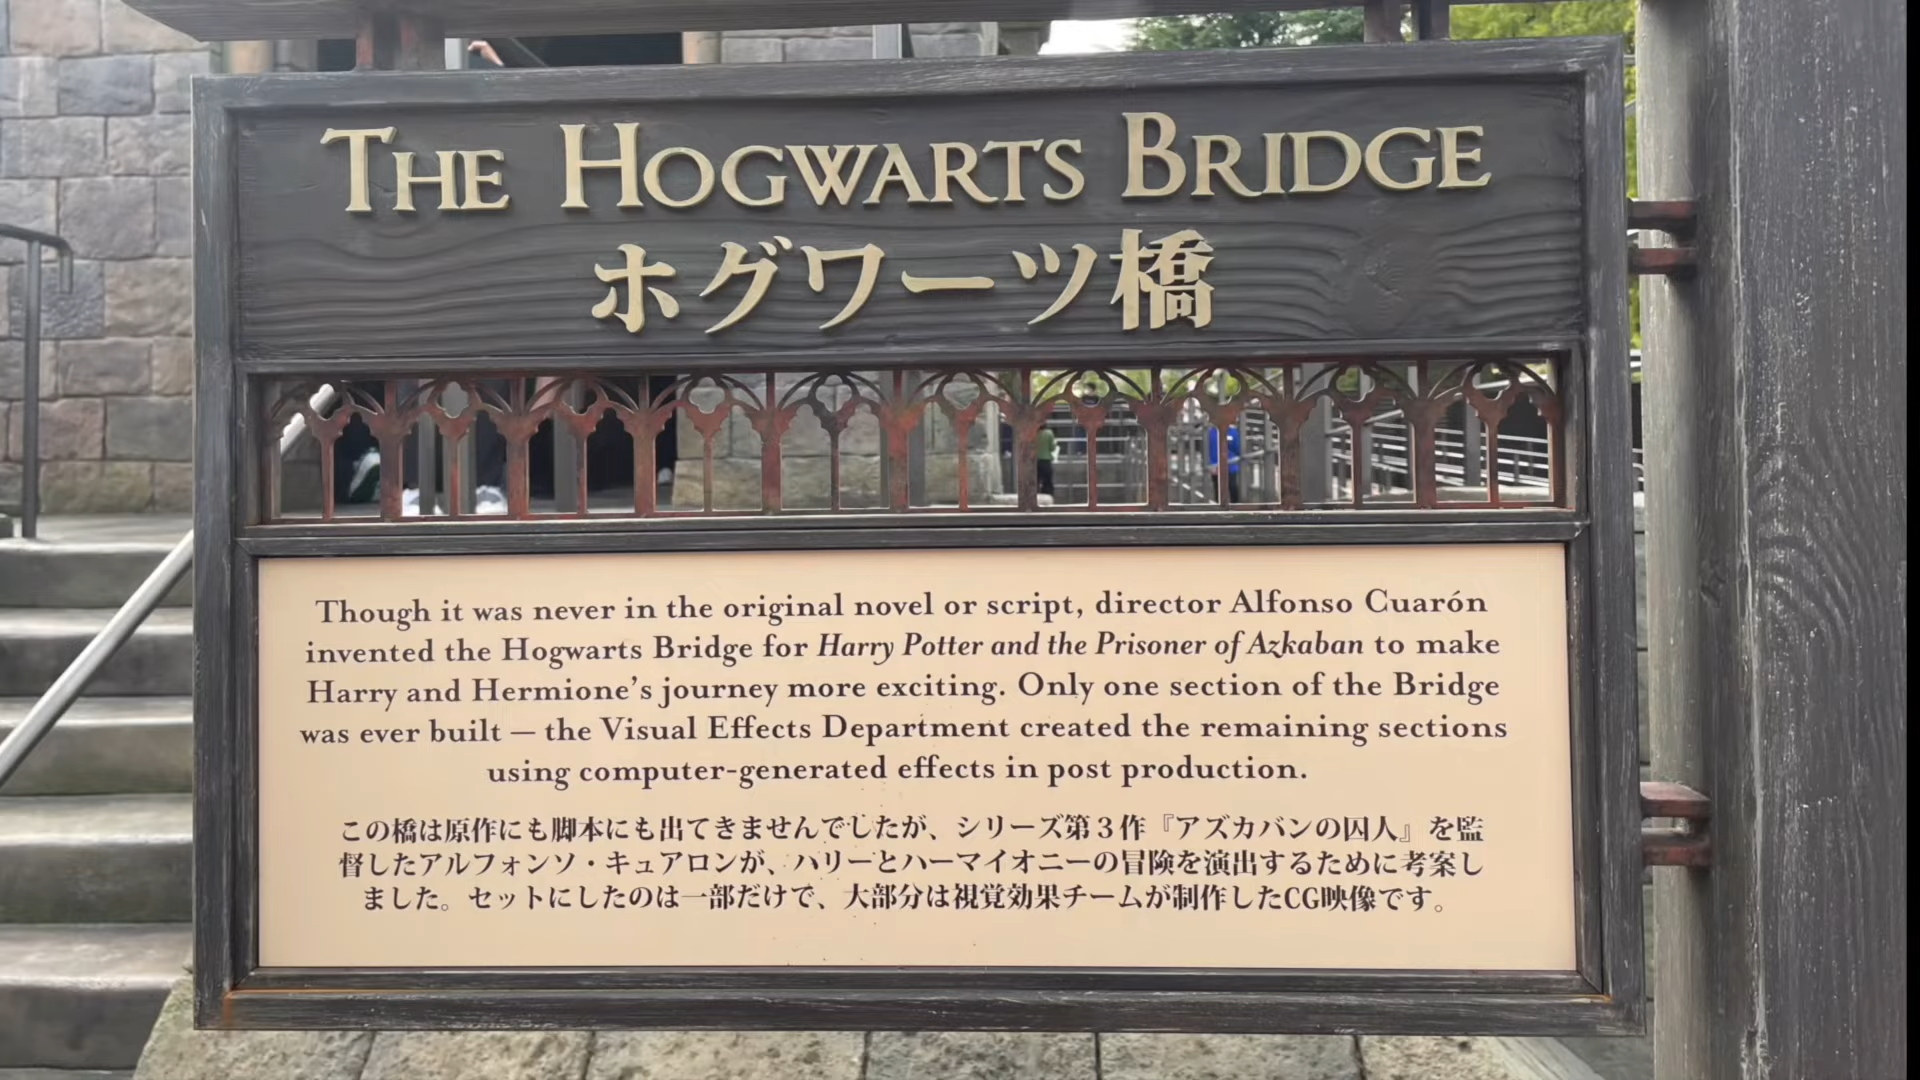 THE HOGWARTS BRIDGE
ホグワーツ橋
Though it was never in the original novel or script, director Alfonso Cuarón
invented the Hogwarts Bridge for Harry Potter and the Prisoner of Azkaban to make
Harry and Hermione's journey more exciting. Only one section of the Bridge
was ever built — the Visual Effects Department created the remaining sections
using computer-generated effects in post production.
この橋は原作にも脚本にも出てきませんでしたが、シリーズ第３作『アズカバンの囚人』を監
督したアルフォンソ・キュアロンが、ハリーとハーマイオニーの冒険を演出するために考案し
ました。セットにしたのは一部だけで、大部分は視覚効果チームが制作したCG映像です。